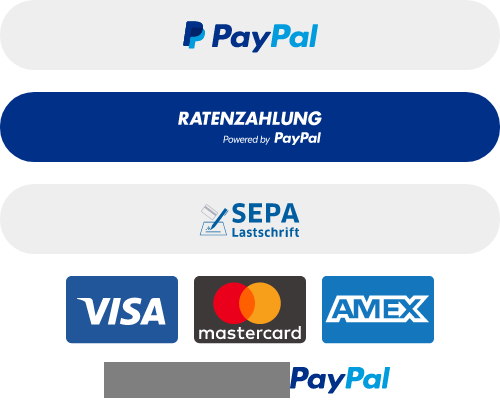 PayPal
RATENZAHLUNG
Powered by PayPal
SEPA
Lastschrift
VISA
mastercard
AMEX
PayPal